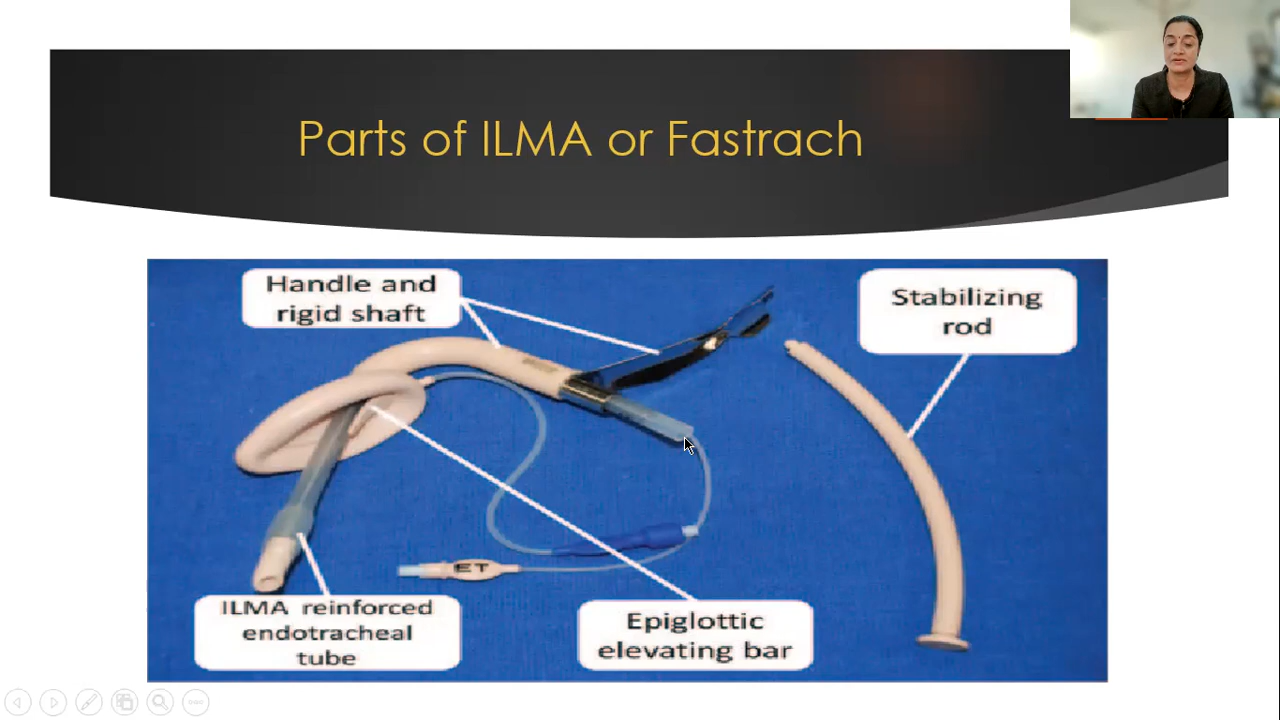 Parts of ILMA or Fastrach
Handle and
rigid shaft
Stabilizing
rod
ET
ILMA reinforced
endotracheal
tube
Epiglottic
elevating bar